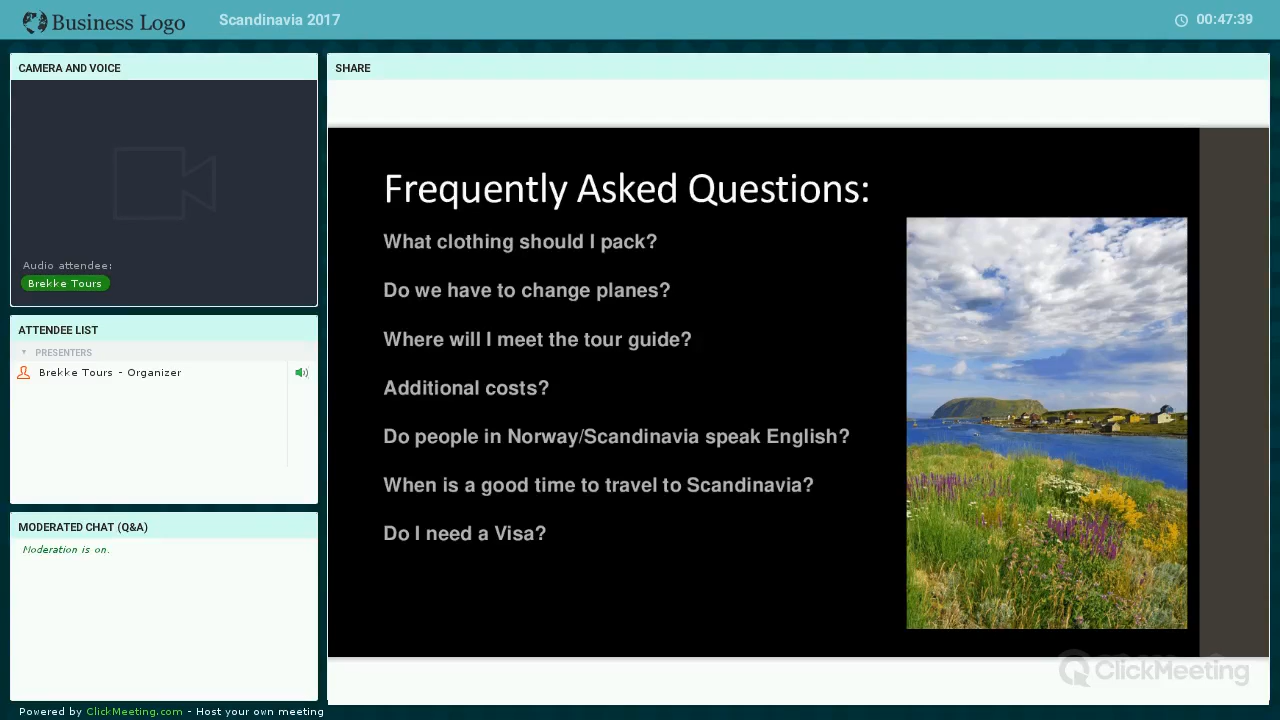 Business Logo
Scandinavia 2017
00:47:39
CAMERA AND VOICE
Audio attendee:
Brekke Tours
ATTENDEE LIST
PRESENTERS
Brekke Tours - Organizer
MODERATED CHAT (Q&A)
Moderation is on.
Powered by ClickMeeting.com - Host your own meeting
SHARE
Frequently Asked Questions:
What clothing should I pack?
Do we have to change planes?
Where will I meet the tour guide?
Additional costs?
Do people in Norway/Scandinavia speak English?
When is a good time to travel to Scandinavia?
Do I need a Visa?
ClickMeeting